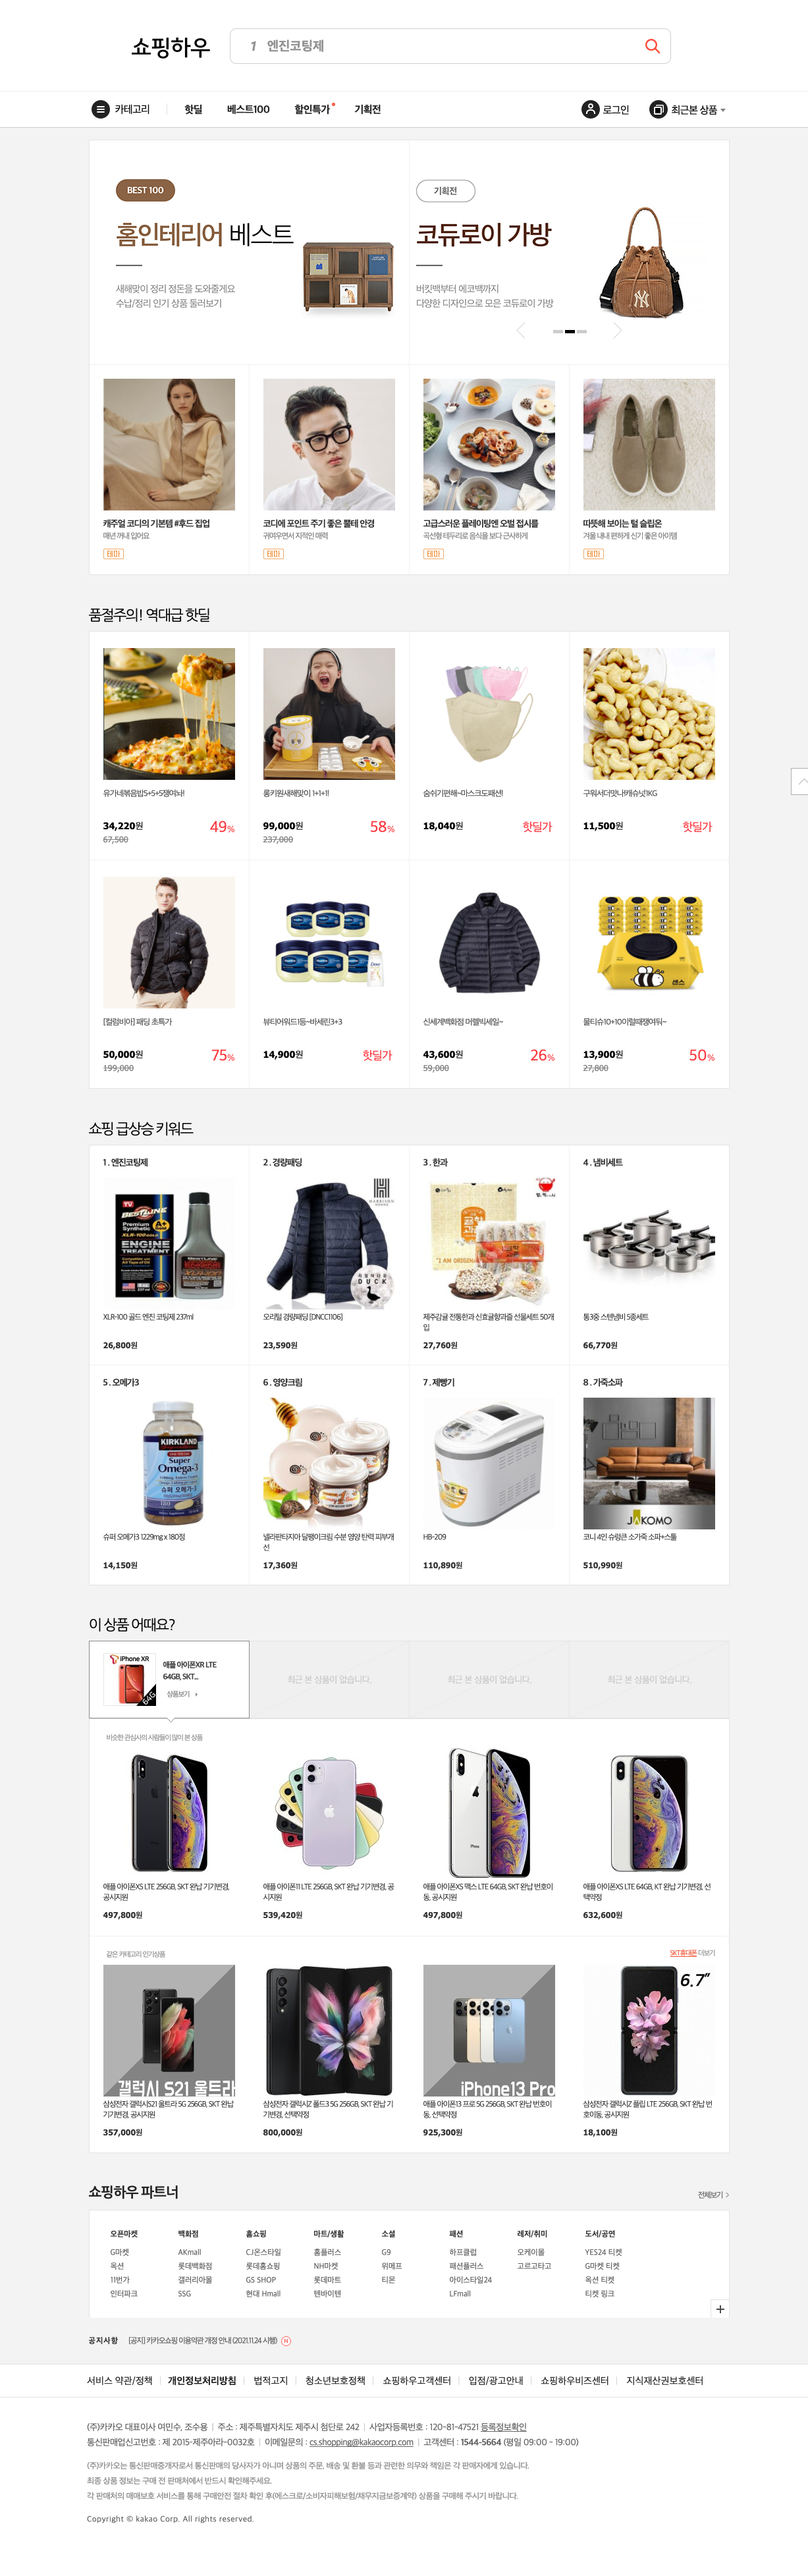 쇼핑하우
1 엔진코팅제
카테고리 핫딜 베스트100 할인특가 기획전 로그인 최근본 상품
BEST 100
홈인테리어 베스트
새해맞이 정리 정돈을 도와줄게요
수납/정리 인기 상품 둘러보기
기획전
코듀로이 가방
버킷백부터 에코백까지
다양한 디자인으로 모은 코듀로이 가방
캐주얼 코디의 기본템 #후드 집업
매년 꺼내 입어요
테마
코디에 포인트 주기 좋은 뿔테 안경
귀여우면서 지적인 매력
테마
고급스러운 플레이팅엔 오벌 접시를
곡선형 테두리로 음식을 보다 근사하게
테마
따뜻해 보이는 털 슬립온
겨울 내내 편하게 신기 좋은 아이템
테마
품절주의! 역대급 핫딜
유가네볶음밥5+5+5쟁여놔!
34,220원 49%
67,500
롱키원새해맞이 1+1+1!
99,000원 58%
237,000
숨쉬기편해~마스크도패션!
18,040원 핫딜가
구워서더맛나!캐슈넛1KG
11,500원 핫딜가
[컬럼비아] 패딩 초특가
50,000원 75%
199,000
뷰티어워드1등~바세린3+3
14,900원 핫딜가
신세계백화점 머렐빅세일~
43,600원 26%
59,000
물티슈10+10이럴때쟁여둬~
13,900원 50%
27,800
쇼핑 급상승 키워드
1 . 엔진코팅제
BESTLINE
Premium
Synthetic
XLR-100
ENGINE
TREATMENT
XLR-100 골드 엔진 코팅제 237ml
26,800원
2 . 경량패딩
DUCK
오리털 경량패딩 [DNCC1106]
23,590원
3 . 한과
제주감귤 전통한과 신효귤향과즐 선물세트 50개
입
27,760원
4 . 냄비세트
통3중 스텐냄비 5종세트
66,770원
5 . 오메가3
KIRKLAND
Super
Omega-3
슈퍼 오메가-3
180
슈퍼 오메가3 1229mg x 180정
14,150원
6 . 영양크림
넬라판타지아 달팽이크림 수분 영양 탄력 피부개
선
17,360원
7 . 제빵기
HB-209
110,890원
8 . 가죽소파
JAKOMO
코니 4인 슈렁큰 소가죽 소파+스툴
510,990원
이 상품 어때요?
iPhone XR
64G
애플 아이폰XR LTE
64GB, SKT...
상품보기
최근 본 상품이 없습니다.
최근 본 상품이 없습니다.
최근 본 상품이 없습니다.
비슷한 관심사의 사람들이 많이 본 상품
애플 아이폰XS LTE 256GB, SKT 완납 기기변경,
공시지원
497,800원
애플 아이폰11 LTE 256GB, SKT 완납 기기변경, 공
시지원
539,420원
애플 아이폰XS 맥스 LTE 64GB, SKT 완납 번호이
동, 공시지원
497,800원
애플 아이폰XS LTE 64GB, KT 완납 기기변경, 선
택약정
632,600원
같은 카테고리 인기상품
SKT휴대폰 더보기
갤럭시 S21 울트라
삼성전자 갤럭시S21 울트라 5G 256GB, SKT 완납
기기변경, 공시지원
357,000원
삼성전자 갤럭시Z 폴드3 5G 256GB, SKT 완납 기
기변경, 선택약정
800,000원
iPhone13 Pro
애플 아이폰13 프로 5G 256GB, SKT 완납 번호이
동, 선택약정
925,300원
6.7"
삼성전자 갤럭시Z 플립 LTE 256GB, SKT 완납 번
호이동, 공시지원
18,100원
쇼핑하우 파트너
전체보기
오픈마켓 백화점 홈쇼핑 마트/생활 소셜 패션 레저/취미 도서/공연
G마켓 AKmall CJ온스타일 홈플러스 G9 하프클럽 오케이몰 YES24 티켓
옥션 롯데백화점 롯데홈쇼핑 NH마켓 위메프 패션플러스 고르고타고 G마켓 티켓
11번가 갤러리아몰 GS SHOP 롯데마트 티몬 아이스타일24 옥션 티켓
인터파크 SSG 현대 Hmall 텐바이텐 LFmall 티켓 링크
공지사항 [공지] 카카오쇼핑 이용약관 개정 안내 (2021.11.24 시행) N
서비스 약관/정책 개인정보처리방침 법적고지 청소년보호정책 쇼핑하우고객센터 입점/광고안내 쇼핑하우비즈센터 지식재산권보호센터
(주)카카오 대표이사 여민수, 조수용 | 주소 : 제주특별자치도 제주시 첨단로 242 | 사업자등록번호 : 120-81-47521 등록정보확인
통신판매업신고번호 : 제 2015-제주아라-0032호 | 이메일문의 : cs.shopping@kakaocorp.com | 고객센터 : 1544-5664 (평일 09:00 - 19:00)
(주)카카오는 통신판매중개자로서 통신판매의 당사자가 아니며 상품의 주문, 배송 및 환불 등과 관련한 의무와 책임은 각 판매자에게 있습니다.
최종 상품 정보는 구매 전 판매처에서 반드시 확인해주세요.
각 판매처의 매매보호 서비스를 통해 구매안전 절차 확인 후(에스크로/소비자피해보험/채무지급보증계약) 상품을 구매해 주시기 바랍니다.
Copyright © kakao Corp. All rights reserved.